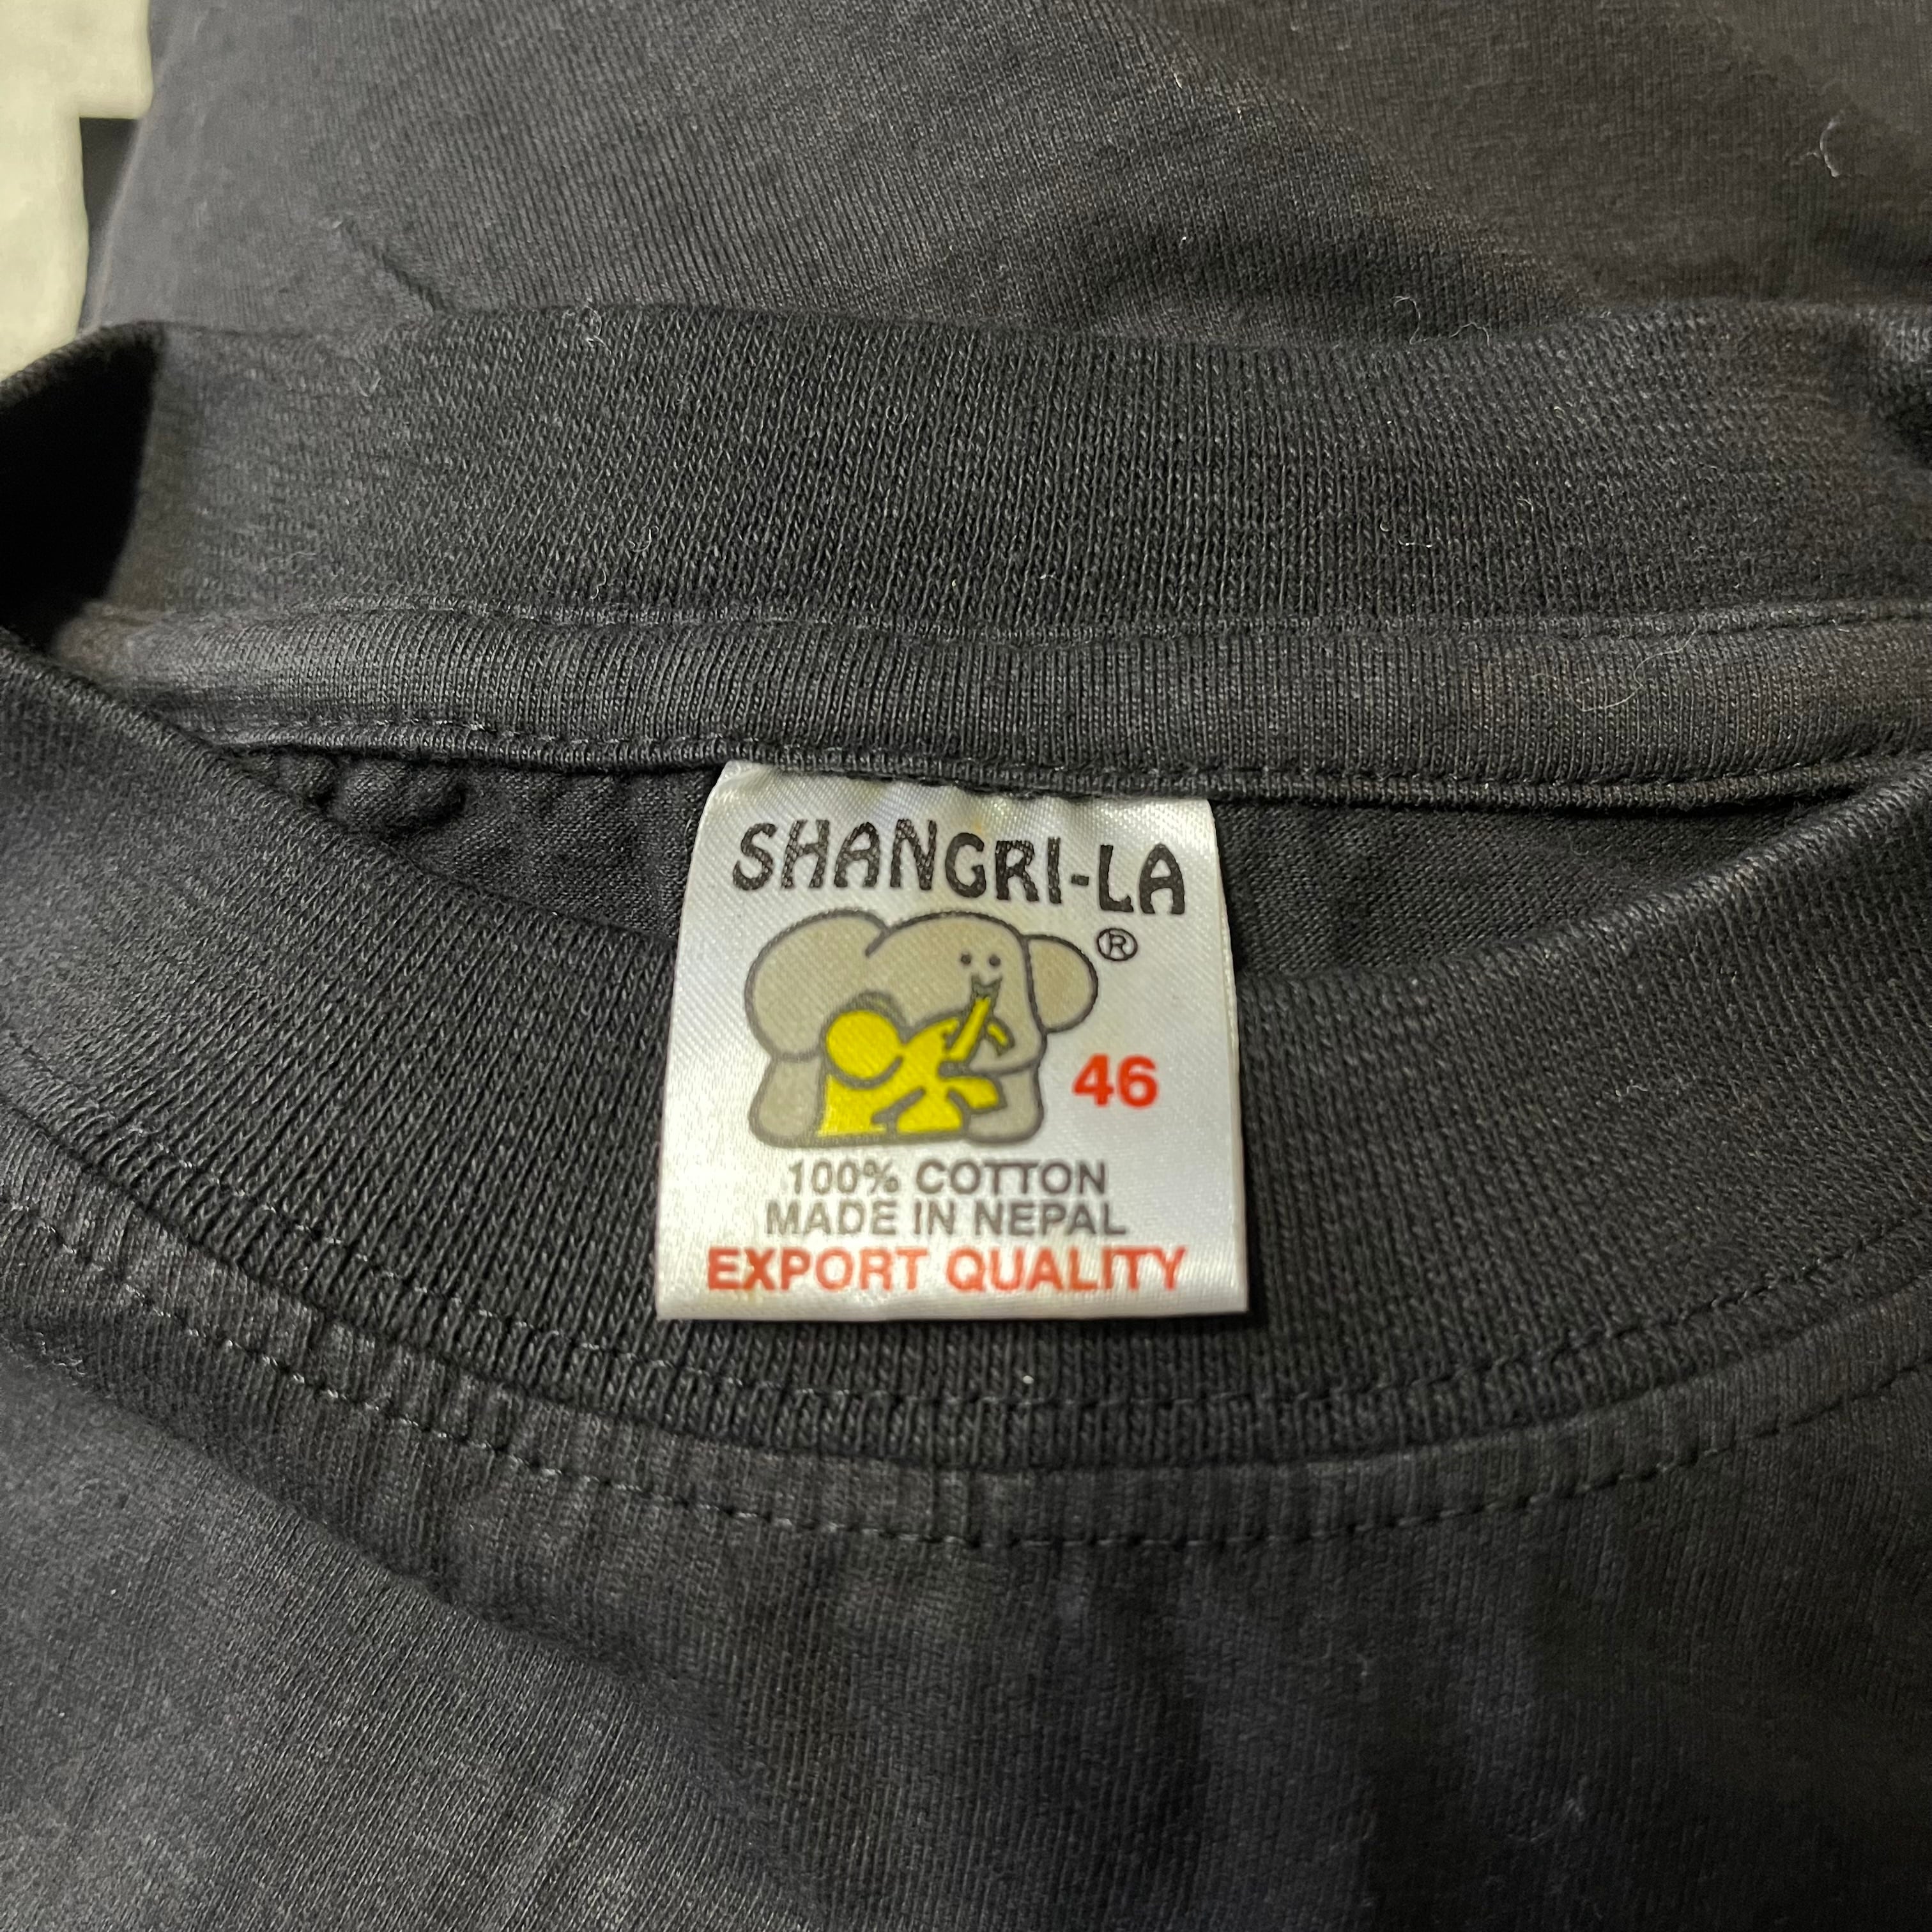 SHANGRI-LA
®
46
100% COTTON
MADE IN NEPAL
EXPORT QUALITY